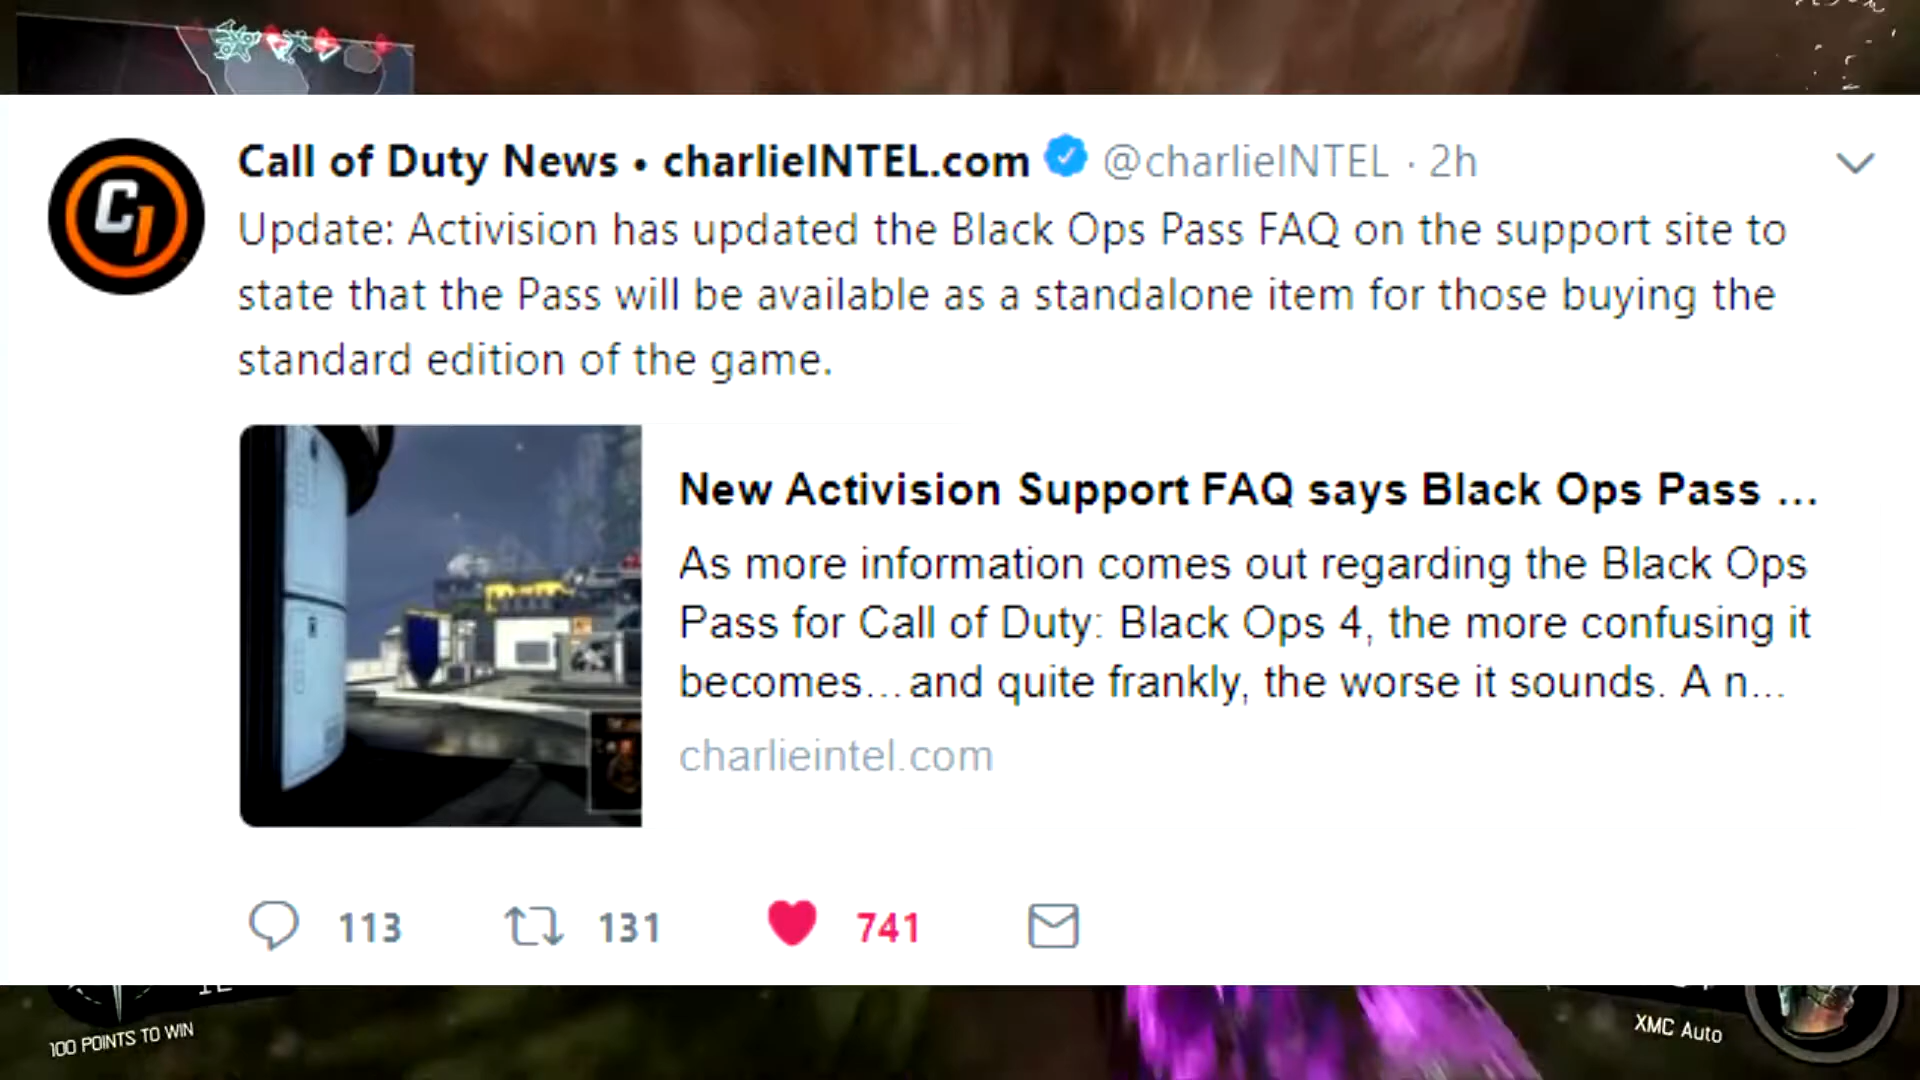 Call of Duty News • charlieINTEL.com @charlieINTEL · 2h
Update: Activision has updated the Black Ops Pass FAQ on the support site to
state that the Pass will be available as a standalone item for those buying the
standard edition of the game.
New Activision Support FAQ says Black Ops Pass ...
As more information comes out regarding the Black Ops
Pass for Call of Duty: Black Ops 4, the more confusing it
becomes...and quite frankly, the worse it sounds. A n...
charlieintel.com
113 131 741
100 POINTS TO WIN
XMC Auto